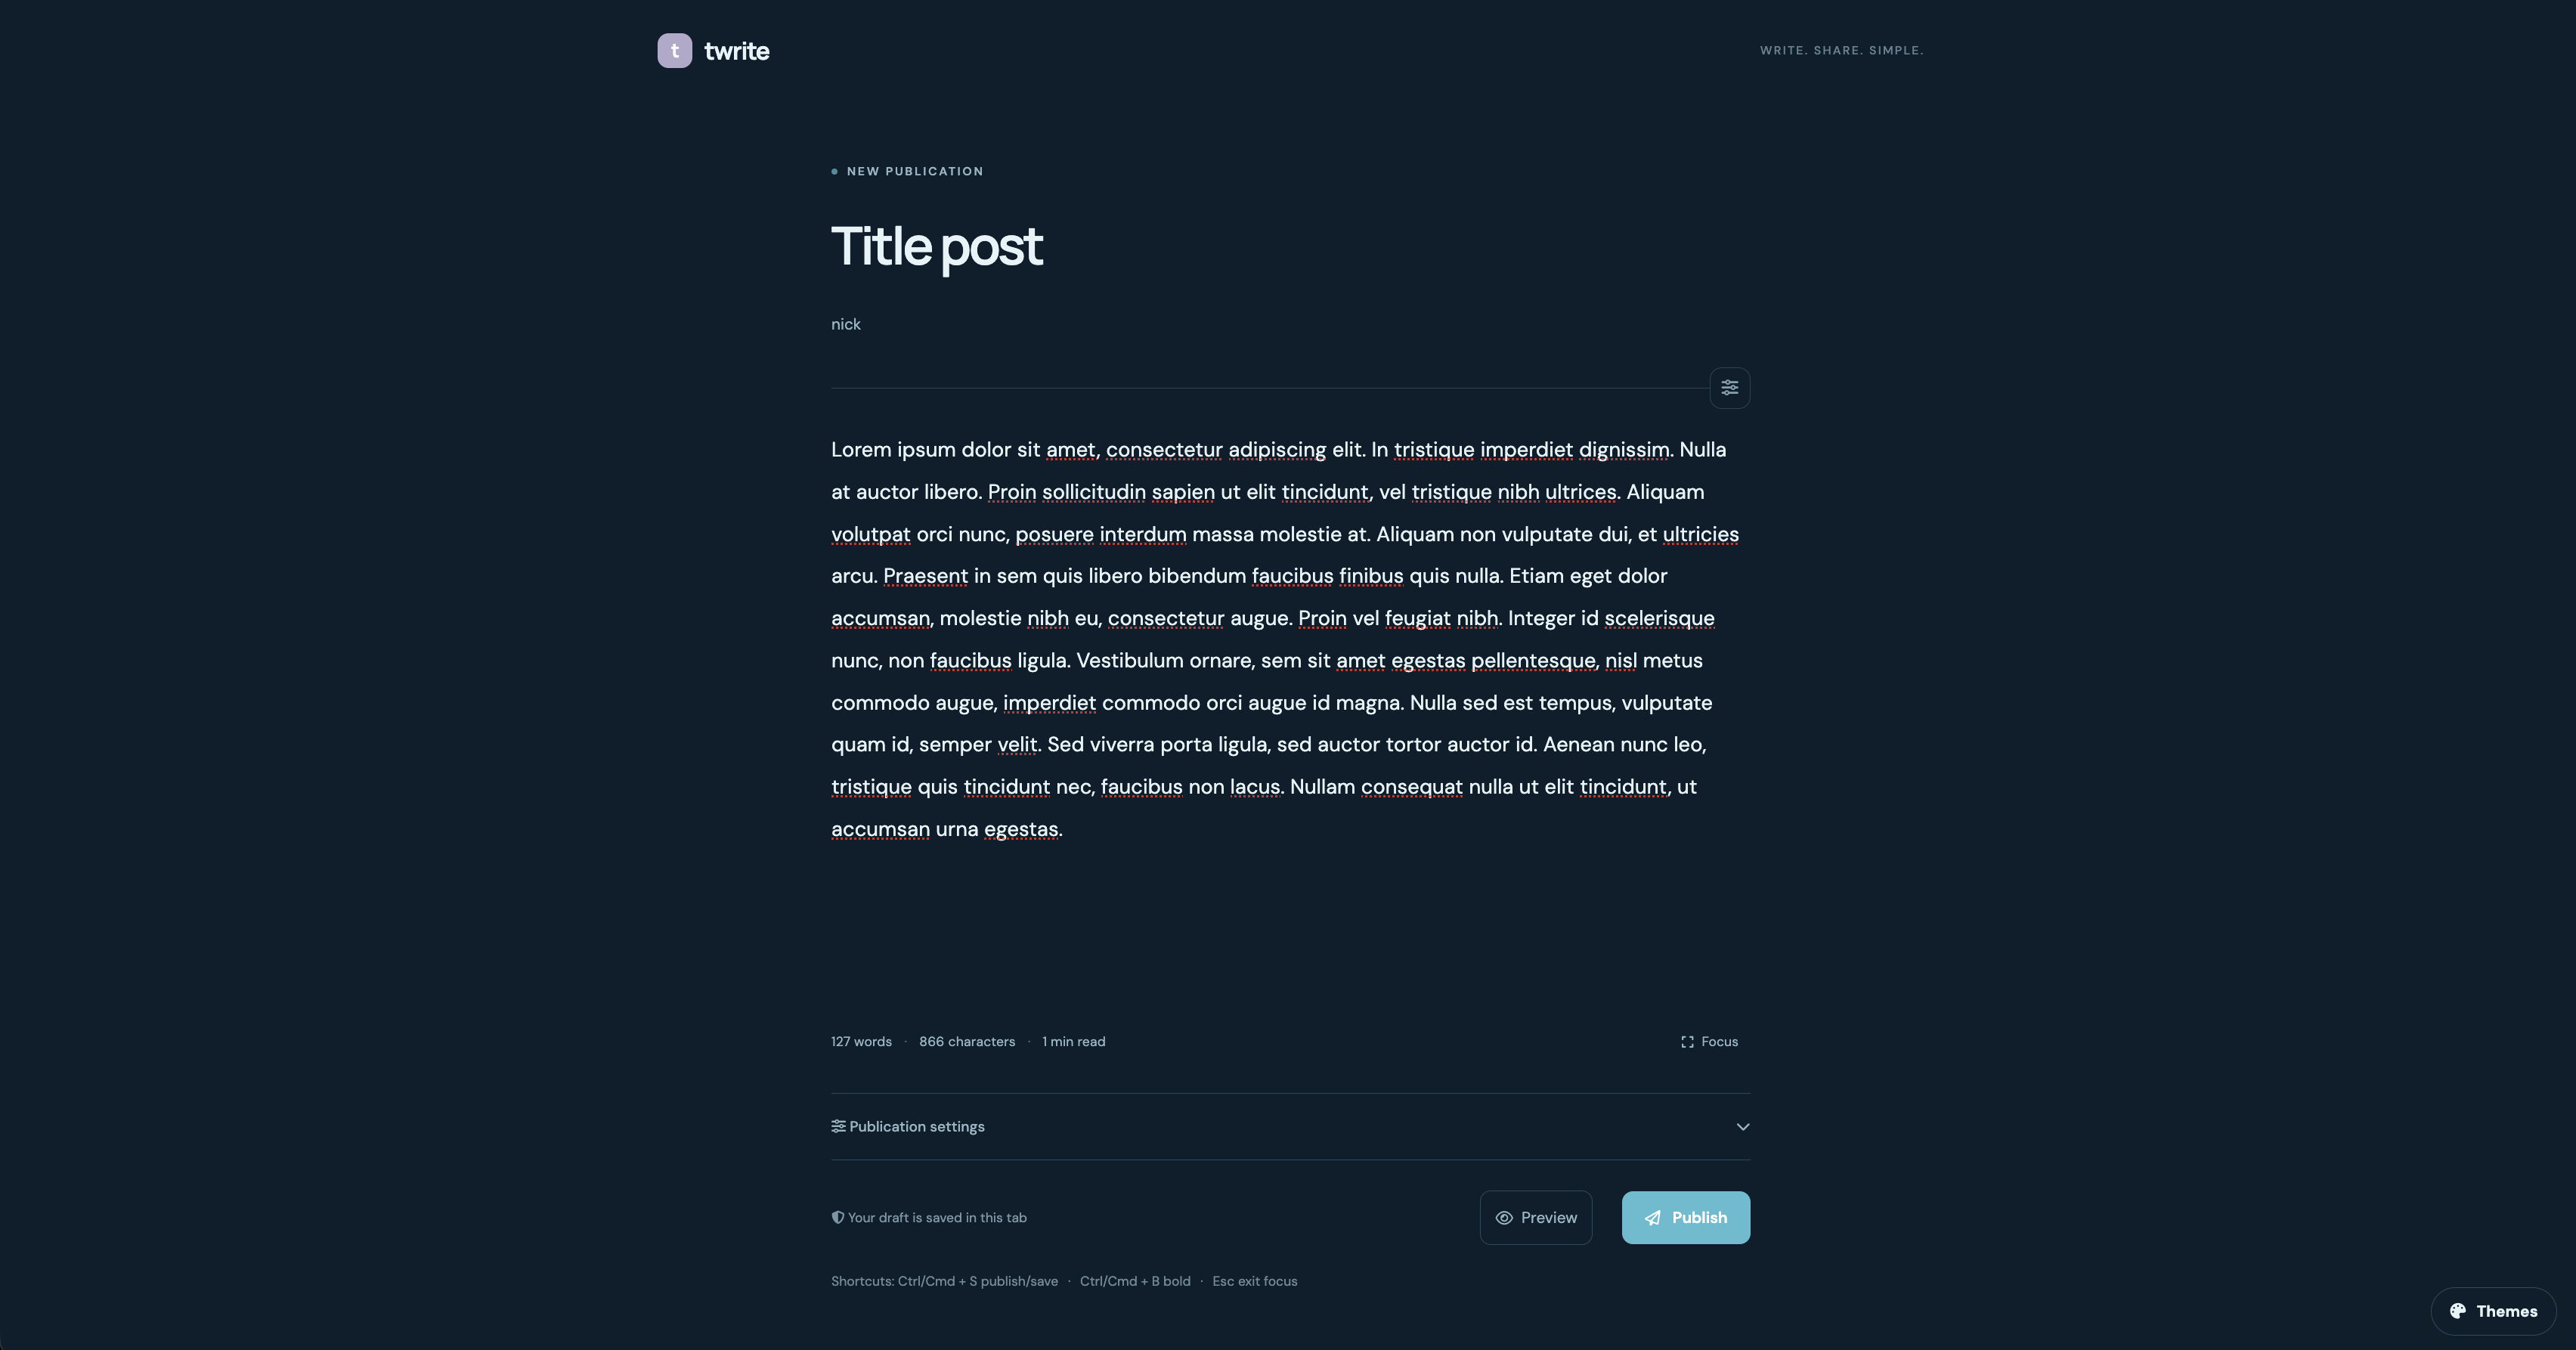 t twrite
WRITE. SHARE. SIMPLE.
NEW PUBLICATION
Title post
nick
Lorem ipsum dolor sit amet, consectetur adipiscing elit. In tristique imperdiet dignissim. Nulla
at auctor libero. Proin sollicitudin sapien ut elit tincidunt, vel tristique nibh ultrices. Aliquam
volutpat orci nunc, posuere interdum massa molestie at. Aliquam non vulputate dui, et ultricies
arcu. Praesent in sem quis libero bibendum faucibus finibus quis nulla. Etiam eget dolor
accumsan, molestie nibh eu, consectetur augue. Proin vel feugiat nibh. Integer id scelerisque
nunc, non faucibus ligula. Vestibulum ornare, sem sit amet egestas pellentesque, nisl metus
commodo augue, imperdiet commodo orci augue id magna. Nulla sed est tempus, vulputate
quam id, semper velit. Sed viverra porta ligula, sed auctor tortor auctor id. Aenean nunc leo,
tristique quis tincidunt nec, faucibus non lacus. Nullam consequat nulla ut elit tincidunt, ut
accumsan urna egestas.
127 words · 866 characters · 1 min read
Focus
Publication settings
Your draft is saved in this tab
Preview
Publish
Shortcuts: Ctrl/Cmd + S publish/save · Ctrl/Cmd + B bold · Esc exit focus
Themes